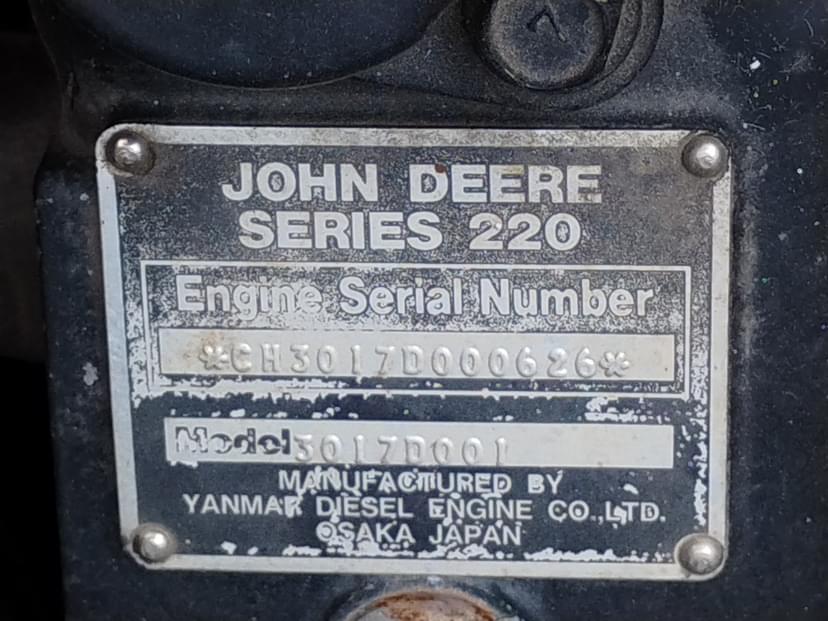 JOHN DEERE
SERIES 220
Engine Serial Number
*CH3017D000626*
Model 3017D001
MANUFACTURED BY
YANMAR DIESEL ENGINE CO.,LTD.
OSAKA JAPAN